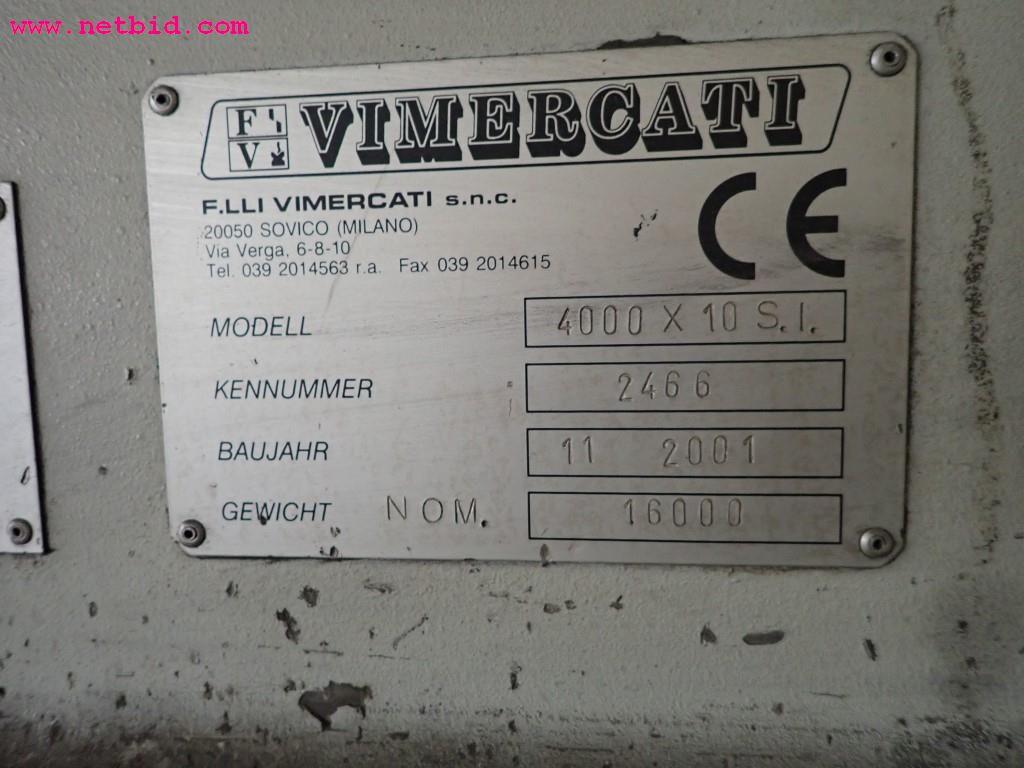 www.netbid.com
F
V
VIMERCATI
F.LLI VIMERCATI s.n.c.
20050 SOVICO (MILANO)
Via Verga, 6-8-10
Tel. 039 2014563 r.a. Fax 039 2014615
CE
MODELL 4000 X 10 S.I.
KENNUMMER 2466
BAUJAHR 11 2001
GEWICHT NOM. 16000